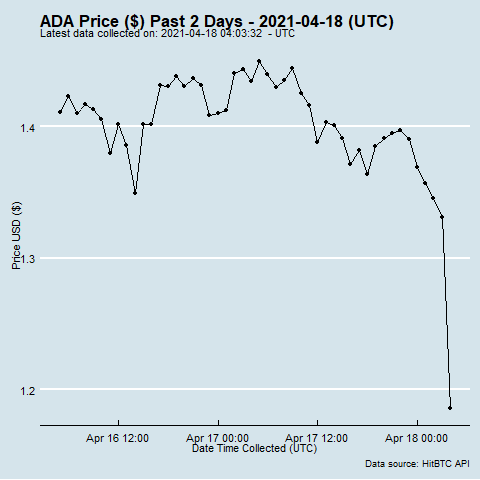 ADA Price ($) Past 2 Days - 2021-04-18 (UTC)
Latest data collected on: 2021-04-18 04:03:32 - UTC
Price USD ($)
1.4
1.3
1.2
Apr 16 12:00
Apr 17 00:00
Apr 17 12:00
Apr 18 00:00
Date Time Collected (UTC)
Data source: HitBTC API